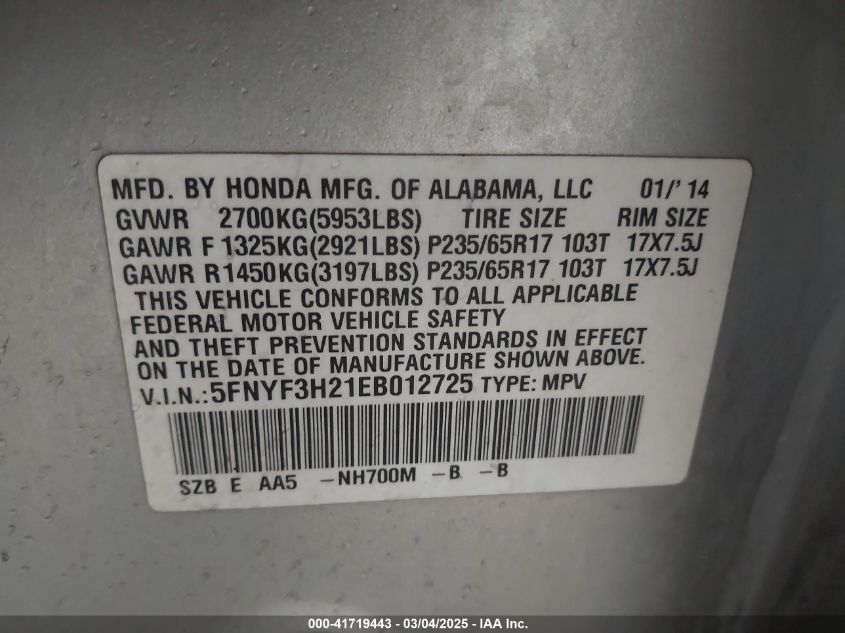 MFD. BY HONDA MFG. OF ALABAMA, LLC 01/'14
GVWR 2700KG(5953LBS) TIRE SIZE RIM SIZE
GAWR F 1325KG(2921LBS) P235/65R17 103T 17X7.5J
GAWR R1450KG(3197LBS) P235/65R17 103T 17X7.5J
THIS VEHICLE CONFORMS TO ALL APPLICABLE
FEDERAL MOTOR VEHICLE SAFETY
AND THEFT PREVENTION STANDARDS IN EFFECT
ON THE DATE OF MANUFACTURE SHOWN ABOVE.
V.I.N.:5FNYF3H21EB012725 TYPE: MPV
SZB E AA5 -NH700M -B -B
000-41719443 - 03/04/2025 - IAA Inc.